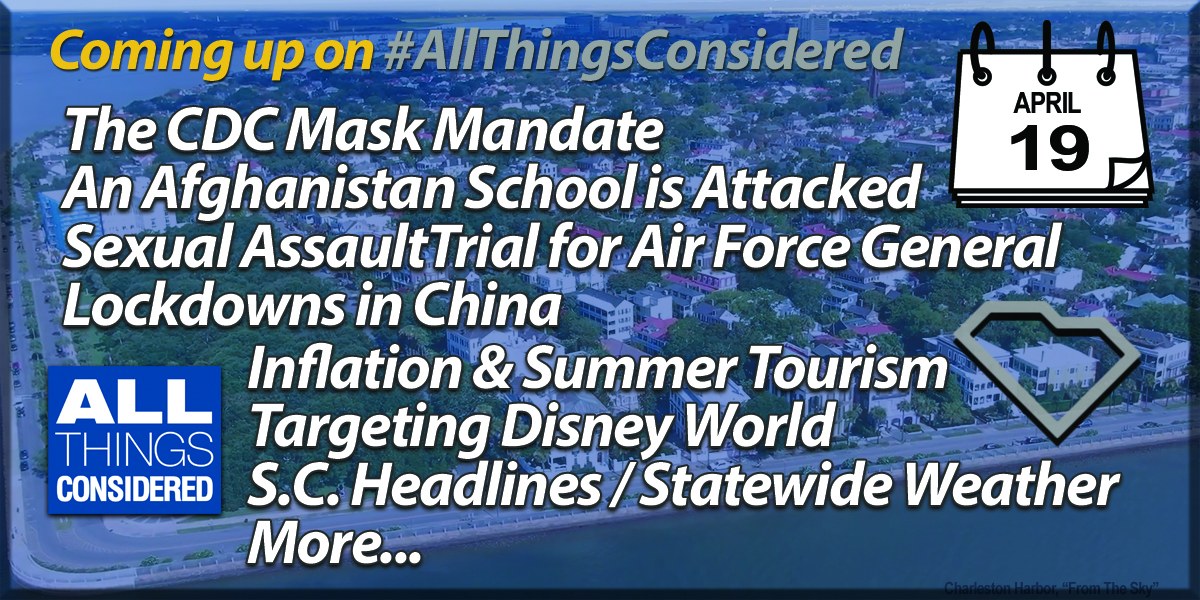 Coming up on #AllThingsConsidered
APRIL
19
The CDC Mask Mandate
An Afghanistan School is Attacked
Sexual AssaultTrial for Air Force General
Lockdowns in China
Inflation & Summer Tourism
Targeting Disney World
S.C. Headlines / Statewide Weather
More...
ALL
THINGS
CONSIDERED
Charleston Harbor, "From The Sky"